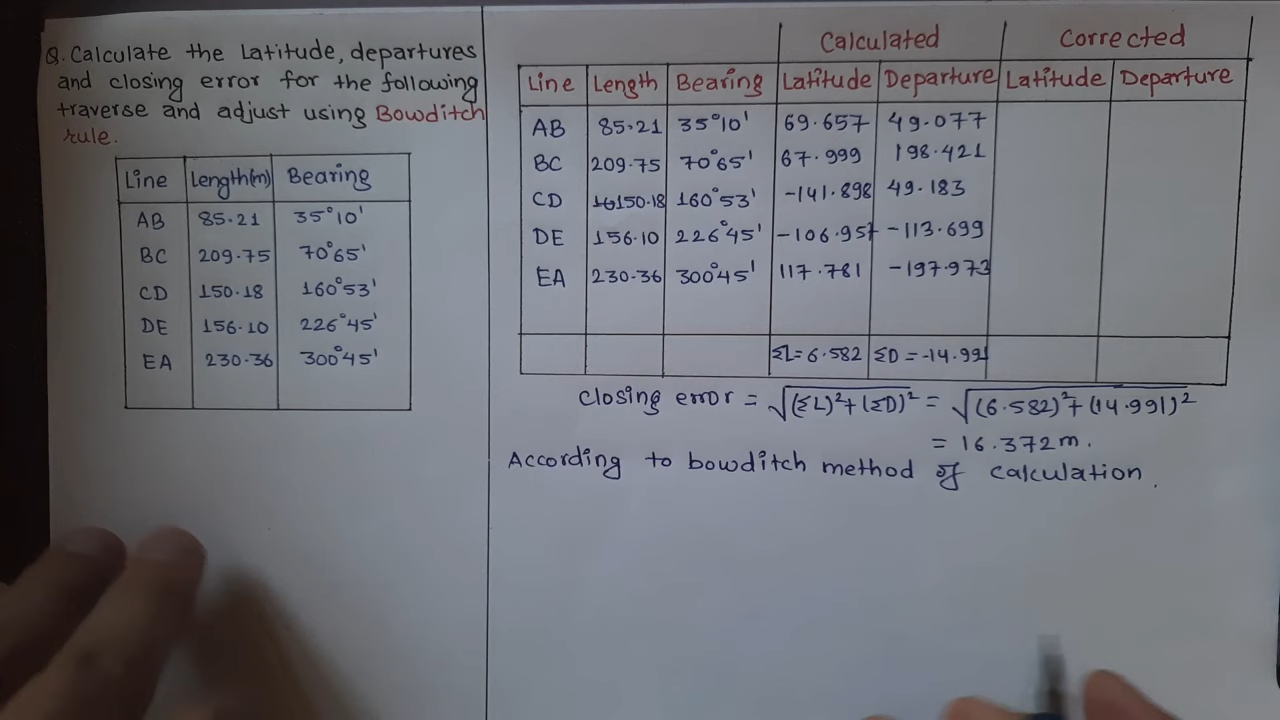 Q. Calculate the Latitude, departures
and closing error for the following
traverse and adjust using Bowditch
rule.
Line Length(m) Bearing
AB 85.21 35°10'
BC 209.75 70°65'
CD 150.18 160°53'
DE 156.10 226°45'
EA 230.36 300°45'
Calculated Corrected
Line Length Bearing Latitude Departure Latitude Departure
AB 85.21 35°10' 69.657 49.077
BC 209.75 70°65' 67.999 198.421
CD 150.18 160°53' -141.898 49.183
DE 156.10 226°45' -106.957 -113.699
EA 230.36 300°45' 117.781 -197.973
ΣL=6.582 ΣD=-14.991
Closing error = √(ΣL)²+(ΣD)² = √(6.582)²+(14.991)²
= 16.372m.
According to bowditch method of calculation.